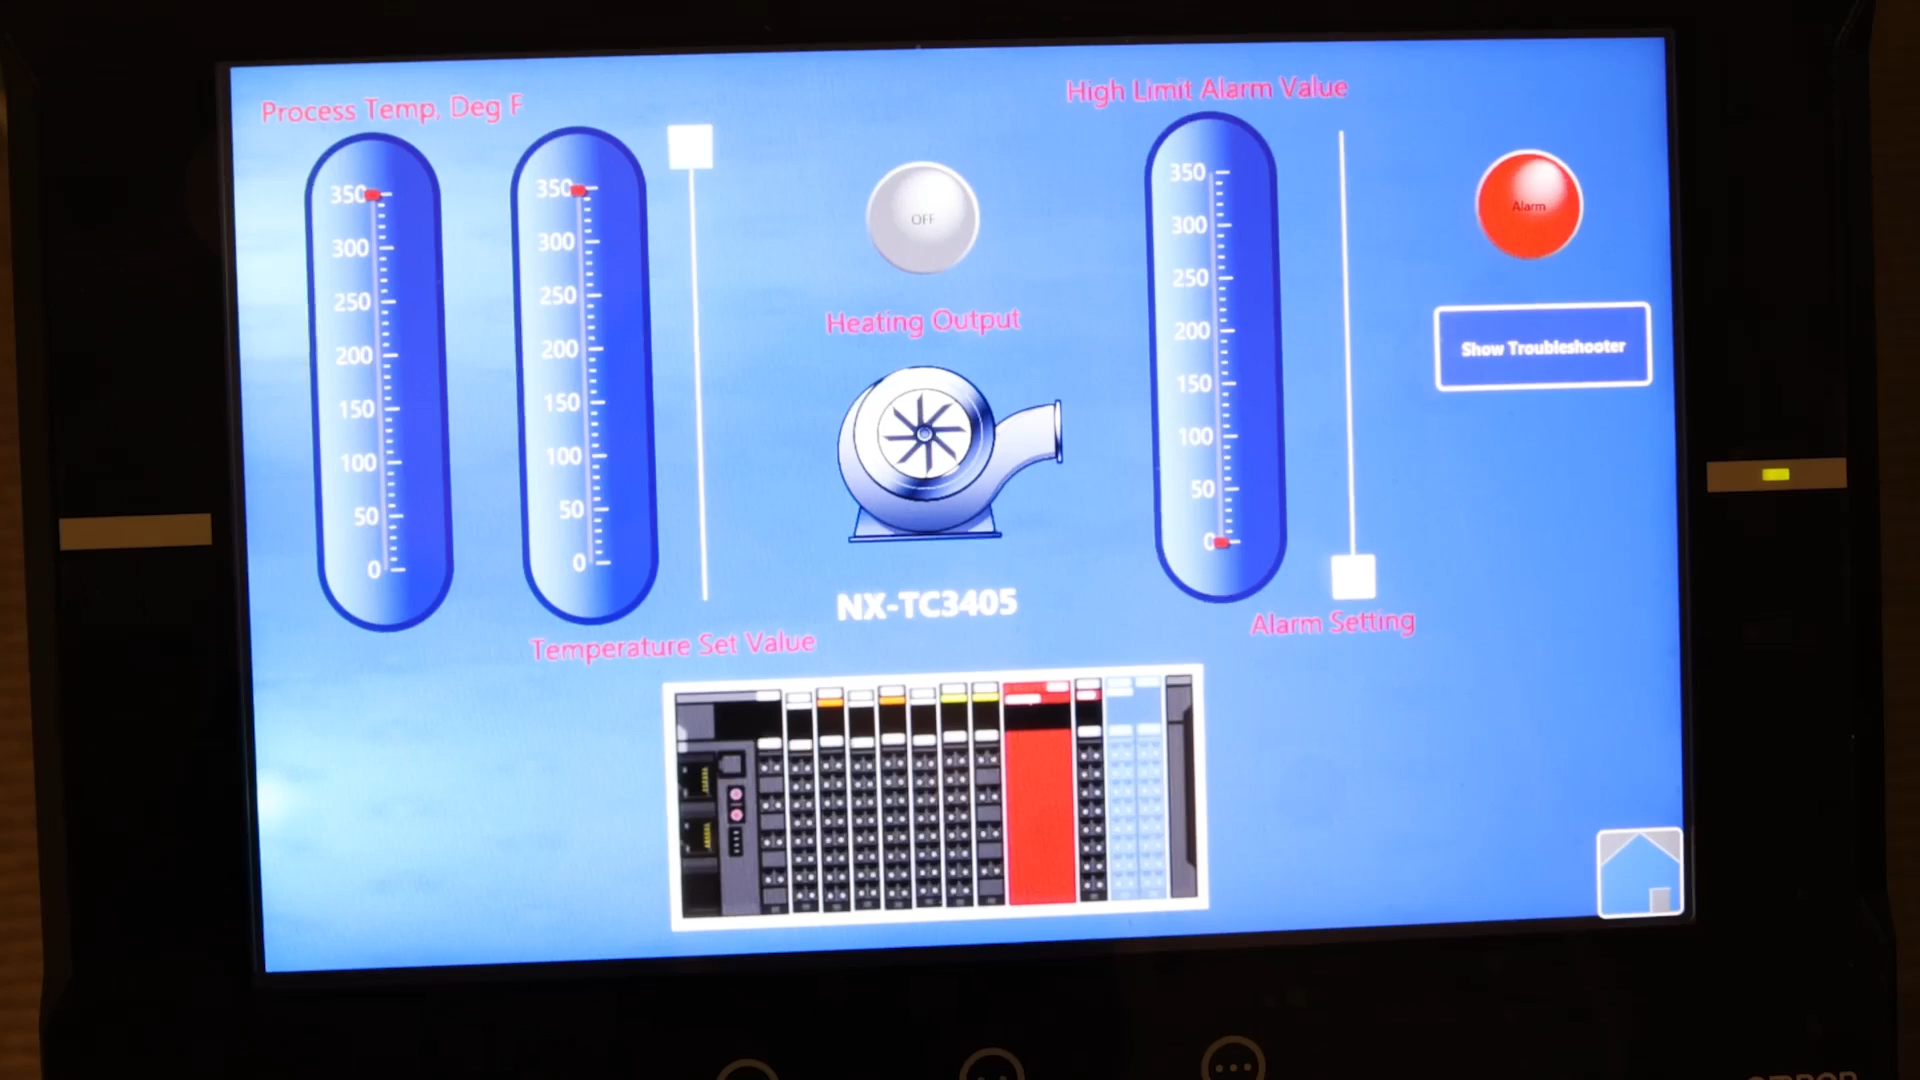 Process Temp, Deg F
350
300
250
200
150
100
50
0
350
300
250
200
150
100
50
0
Temperature Set Value
OFF
Heating Output
NX-TC3405
High Limit Alarm Value
350
300
250
200
150
100
50
0
Alarm Setting
Alarm
Show Troubleshooter